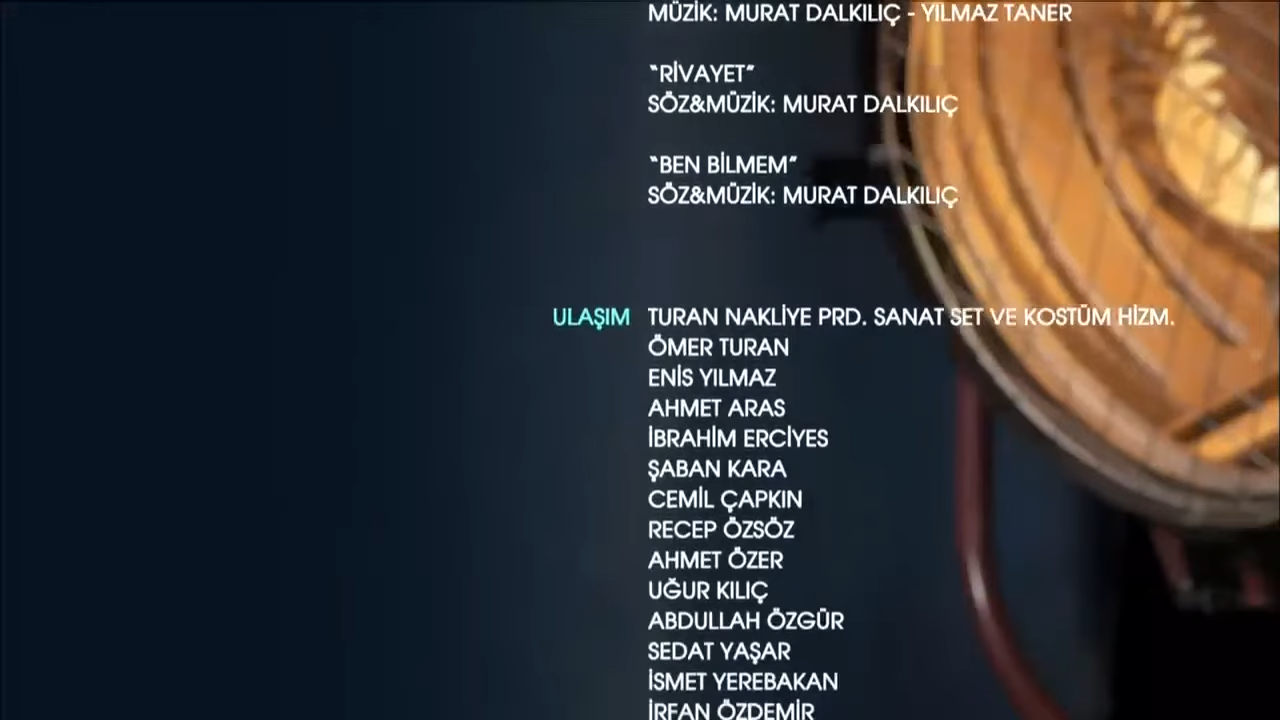 MÜZİK: MURAT DALKILIÇ - YILMAZ TANER
"RİVAYET"
SÖZ&MÜZİK: MURAT DALKILIÇ
"BEN BİLMEM"
SÖZ&MÜZİK: MURAT DALKILIÇ
ULAŞIM TURAN NAKLİYE PRD. SANAT SET VE KOSTÜM HİZM.
ÖMER TURAN
ENİS YILMAZ
AHMET ARAS
İBRAHİM ERCİYES
ŞABAN KARA
CEMİL ÇAPKIN
RECEP ÖZSÖZ
AHMET ÖZER
UĞUR KILIÇ
ABDULLAH ÖZGÜR
SEDAT YAŞAR
İSMET YEREBAKAN
İRFAN ÖZDEMİR